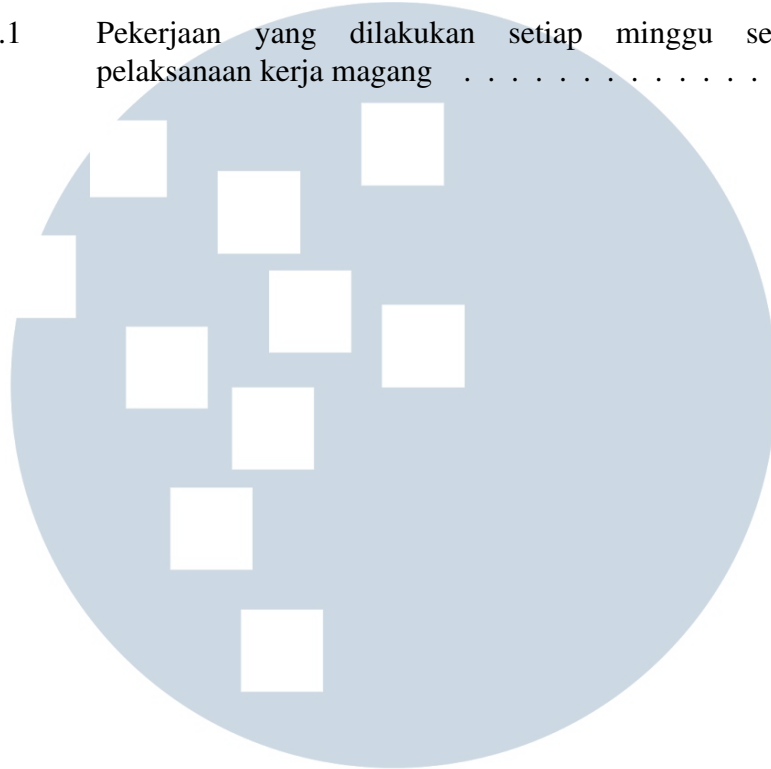 .1 Pekerjaan yang dilakukan setiap minggu se
pelaksanaan kerja magang . . . . . . . . . . . . .